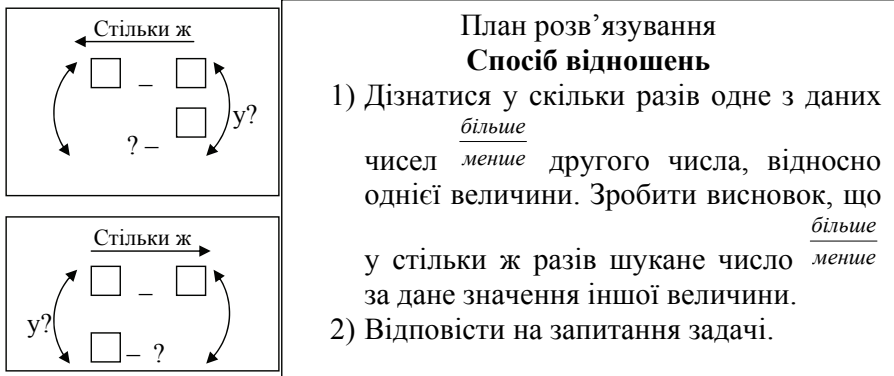 Стільки ж
–
? –
у?
Стільки ж
–
у?
– ?
План розв’язування
Спосіб відношень
1) Дізнатися у скільки разів одне з даних
більше
чисел менше другого числа, відносно
однієї величини. Зробити висновок, що
більше
у стільки ж разів шукане число менше
за дане значення іншої величини.
2) Відповісти на запитання задачі.